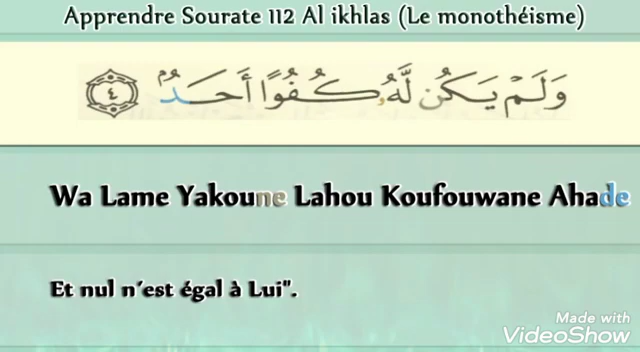 Apprendre Sourate 112 Al ikhlas (Le monothéisme)
وَلَمْ يَكُن لَّهُۥ كُفُوًا أَحَدٌۢ ٤
Wa Lame Yakoune Lahou Koufouwane Ahade
Et nul n'est égal à Lui".
Made with
VideoShow